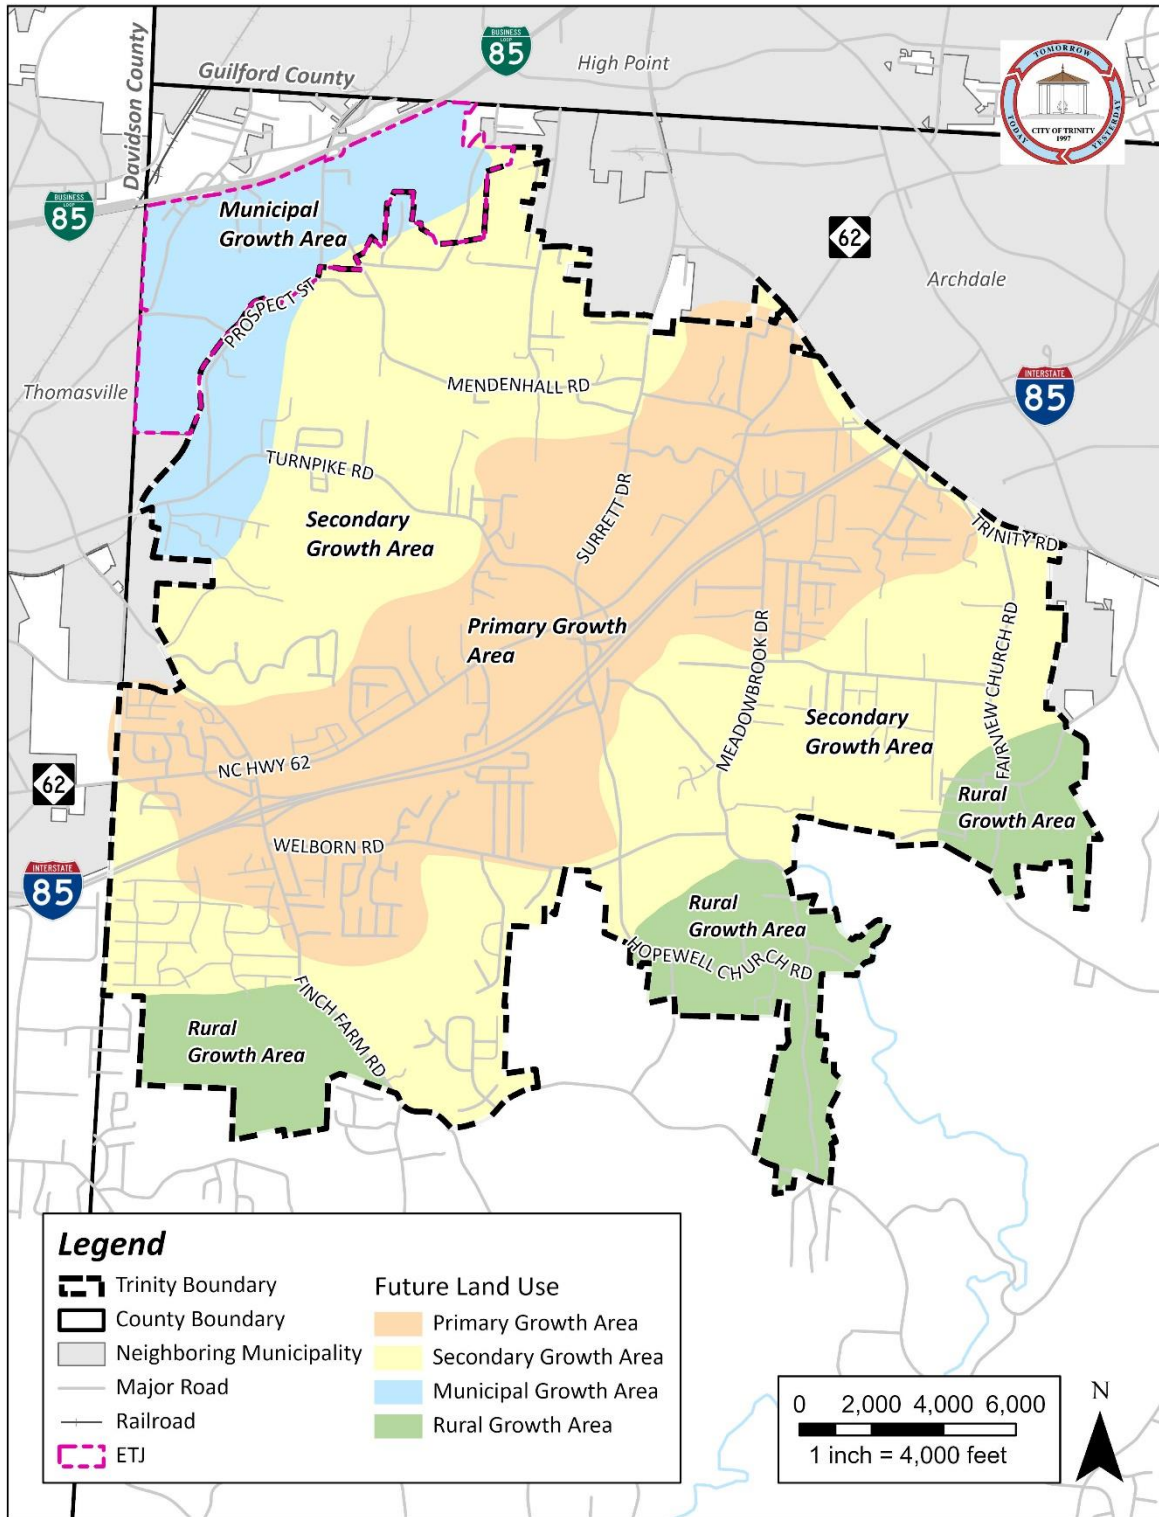 BUSINESS
LOOP
85
High Point
Guilford County
Davidson County
TOMORROW
TODAY
YESTERDAY
CITY OF TRINITY
1997
BUSINESS
LOOP
85
Municipal
Growth Area
62
Archdale
PROSPECT ST
Thomasville
MENDENHALL RD
INTERSTATE
85
TURNPIKE RD
SURRETT DR
Secondary
Growth Area
TRINITY RD
Primary Growth
Area
MEADOWBROOK DR
FAIRVIEW CHURCH RD
Secondary
Growth Area
NC HWY 62
62
Rural
Growth Area
WELBORN RD
INTERSTATE
85
Rural
Growth Area
HOPEWELL CHURCH RD
FINCH FARM RD
Rural
Growth Area
Legend
Trinity Boundary
County Boundary
Neighboring Municipality
Major Road
Railroad
ETJ
Future Land Use
Primary Growth Area
Secondary Growth Area
Municipal Growth Area
Rural Growth Area
0 2,000 4,000 6,000
1 inch = 4,000 feet
N